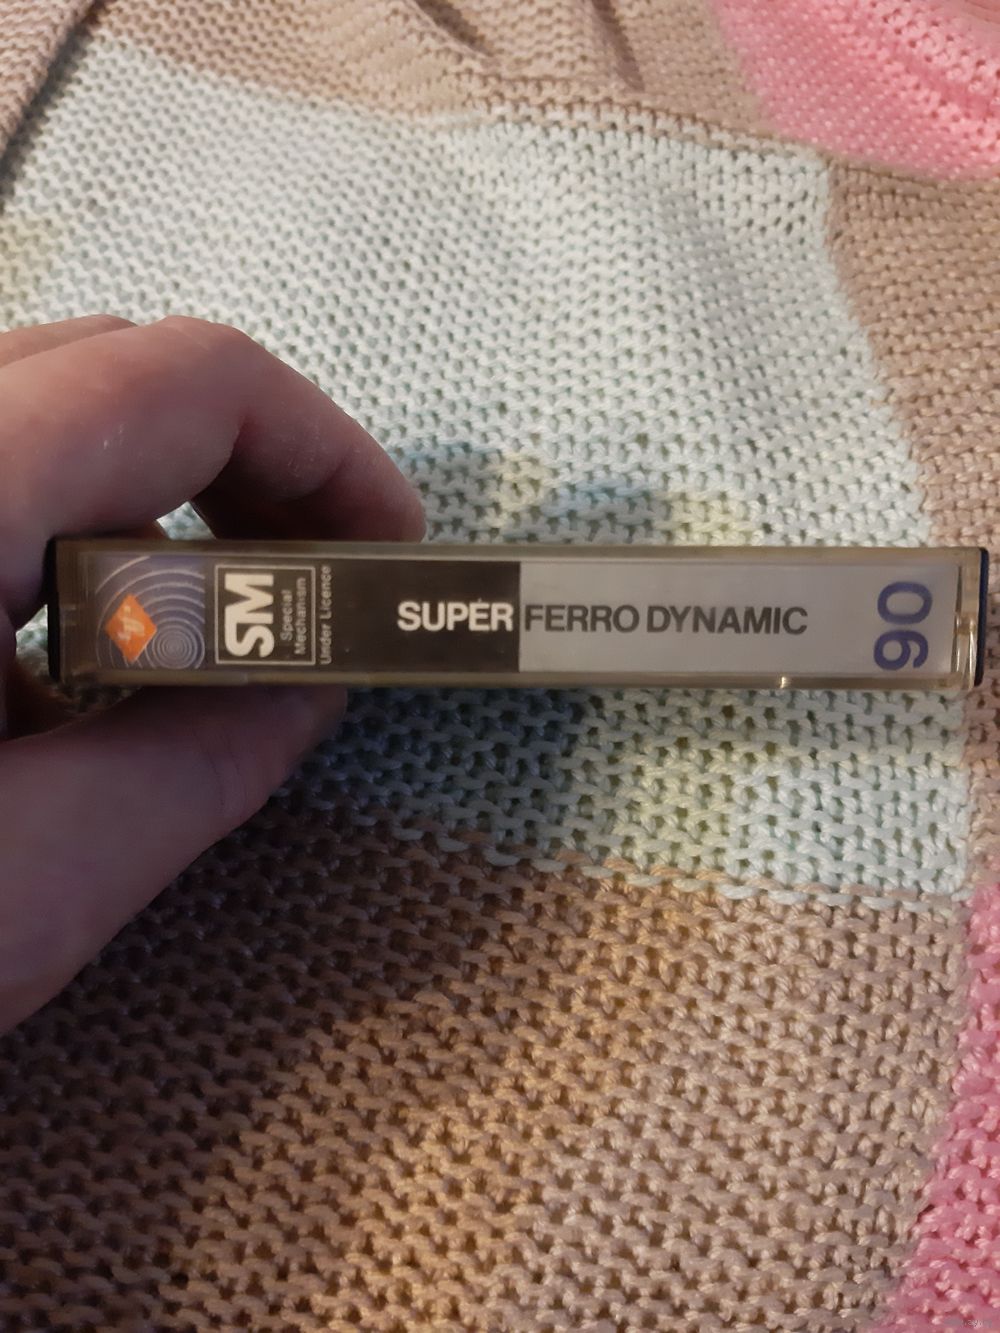 SM
Special
Mechanism
Under Licence
SUPER FERRO DYNAMIC
90